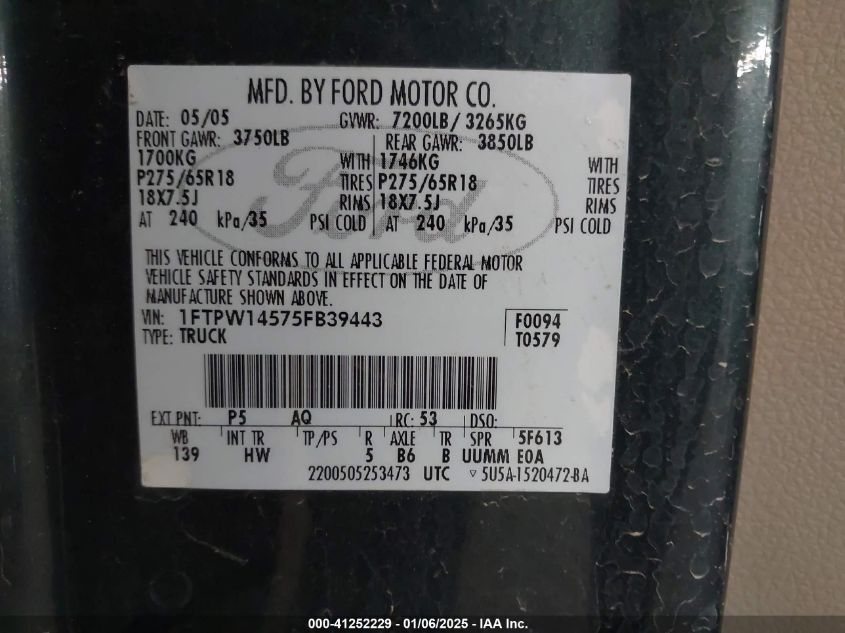 MFD. BY FORD MOTOR CO.
DATE: 05/05 GVWR: 7200LB/ 3265KG
FRONT GAWR: 3750LB REAR GAWR: 3850LB
1700KG WITH 1746KG WITH
P275/65R18 TIRES P275/65R18 TIRES
18X7.5J RIMS 18X7.5J RIMS
AT 240 kPa/35 PSI COLD AT 240 kPa/35 PSI COLD
Ford
THIS VEHICLE CONFORMS TO ALL APPLICABLE FEDERAL MOTOR
VEHICLE SAFETY STANDARDS IN EFFECT ON THE DATE OF
MANUFACTURE SHOWN ABOVE.
VIN: 1FTPW14575FB39443 F0094
TYPE: TRUCK T0579
EXT PNT: P5 AQ RC: 53 DSO:
WB INT TR TP/PS R AXLE TR SPR 5F613
139 HW 5 B6 B UUMM E0A
2200505253473 UTC ▽ 5U5A-1520472-BA
000-41252229 - 01/06/2025 - IAA Inc.